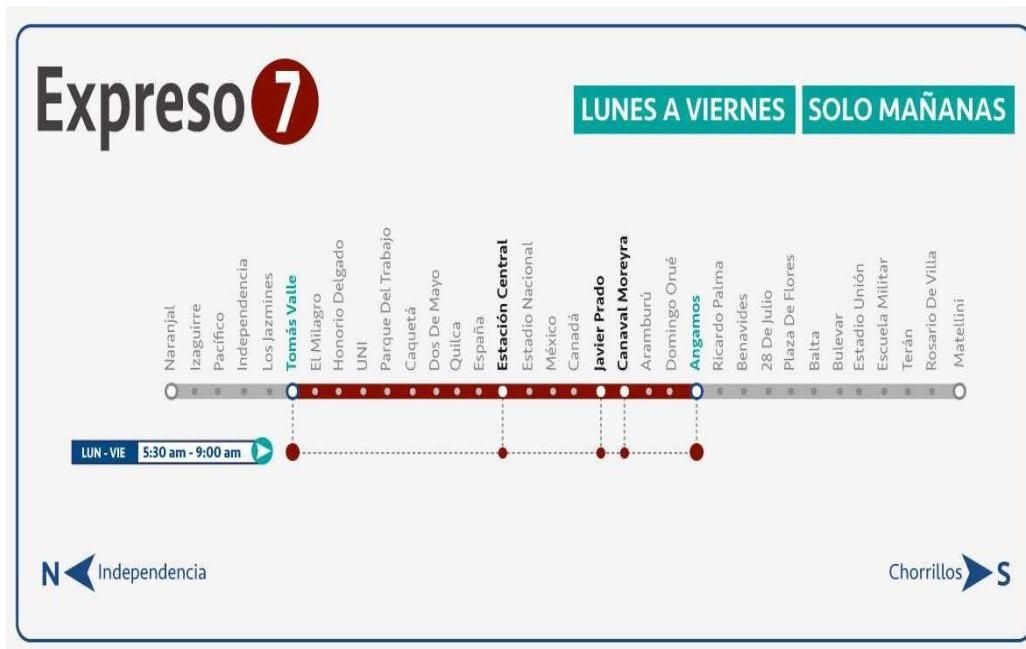 Expreso 7
LUNES A VIERNES
SOLO MAÑANAS
Naranjal
Izaguirre
Pacífico
Independencia
Los Jazmines
Tomás Valle
El Milagro
Honorio Delgado
UNI
Parque Del Trabajo
Caquetá
Dos De Mayo
Quilca
España
Estación Central
Estadio Nacional
México
Canadá
Javier Prado
Canaval Moreyra
Aramburú
Domingo Orué
Angamos
Ricardo Palma
Benavides
28 De Julio
Plaza De Flores
Balta
Bulevar
Estadio Unión
Escuela Militar
Terán
Rosario De Villa
Matellini
LUN - VIE 5:30 am - 9:00 am
N Independencia
Chorrillos S